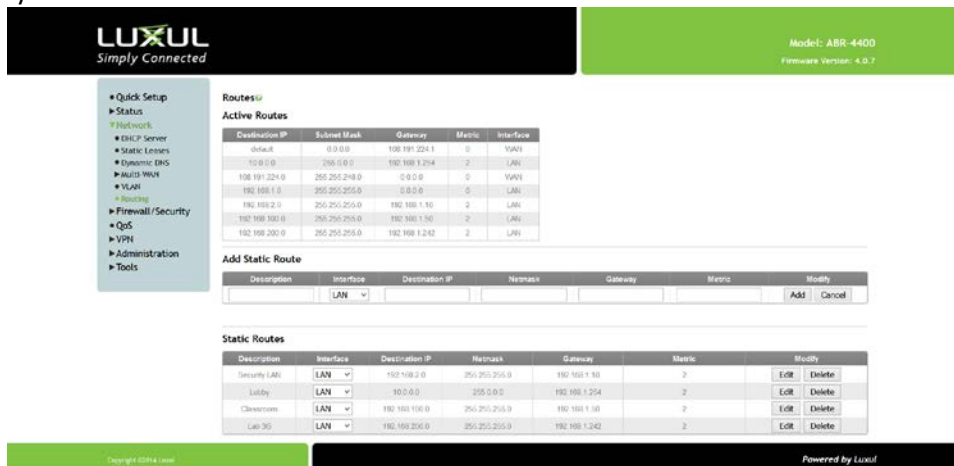 LUXUL
Simply Connected
Model: ABR-4400
Firmware Version: 4.0.7
Quick Setup
Status
Network
DHCP Server
Static Leases
Dynamic DNS
Multi-WAN
VLAN
Routing
Firewall/Security
QoS
VPN
Administration
Tools
Routes
Active Routes
Destination IP Subnet Mask Gateway Metric Interface
default 0.0.0.0 108.191.224.1 0 WAN
10.0.0.0 255.0.0.0 192.168.1.254 2 LAN
108.191.224.0 255.255.248.0 0.0.0.0 0 WAN
192.168.1.0 255.255.255.0 0.0.0.0 0 LAN
192.168.2.0 255.255.255.0 192.168.1.10 2 LAN
192.168.100.0 255.255.255.0 192.168.1.50 2 LAN
192.168.200.0 255.255.255.0 192.168.1.242 2 LAN
Add Static Route
Description Interface Destination IP Netmask Gateway Metric Modify
LAN Add Cancel
Static Routes
Description Interface Destination IP Netmask Gateway Metric Modify
Security LAN LAN 192.168.2.0 255.255.255.0 192.168.1.10 2 Edit Delete
Lobby LAN 10.0.0.0 255.0.0.0 192.168.1.254 2 Edit Delete
Classroom LAN 192.168.100.0 255.255.255.0 192.168.1.50 2 Edit Delete
Lab 3G LAN 192.168.200.0 255.255.255.0 192.168.1.242 2 Edit Delete
Copyright ©2014 Luxul
Powered by Luxul